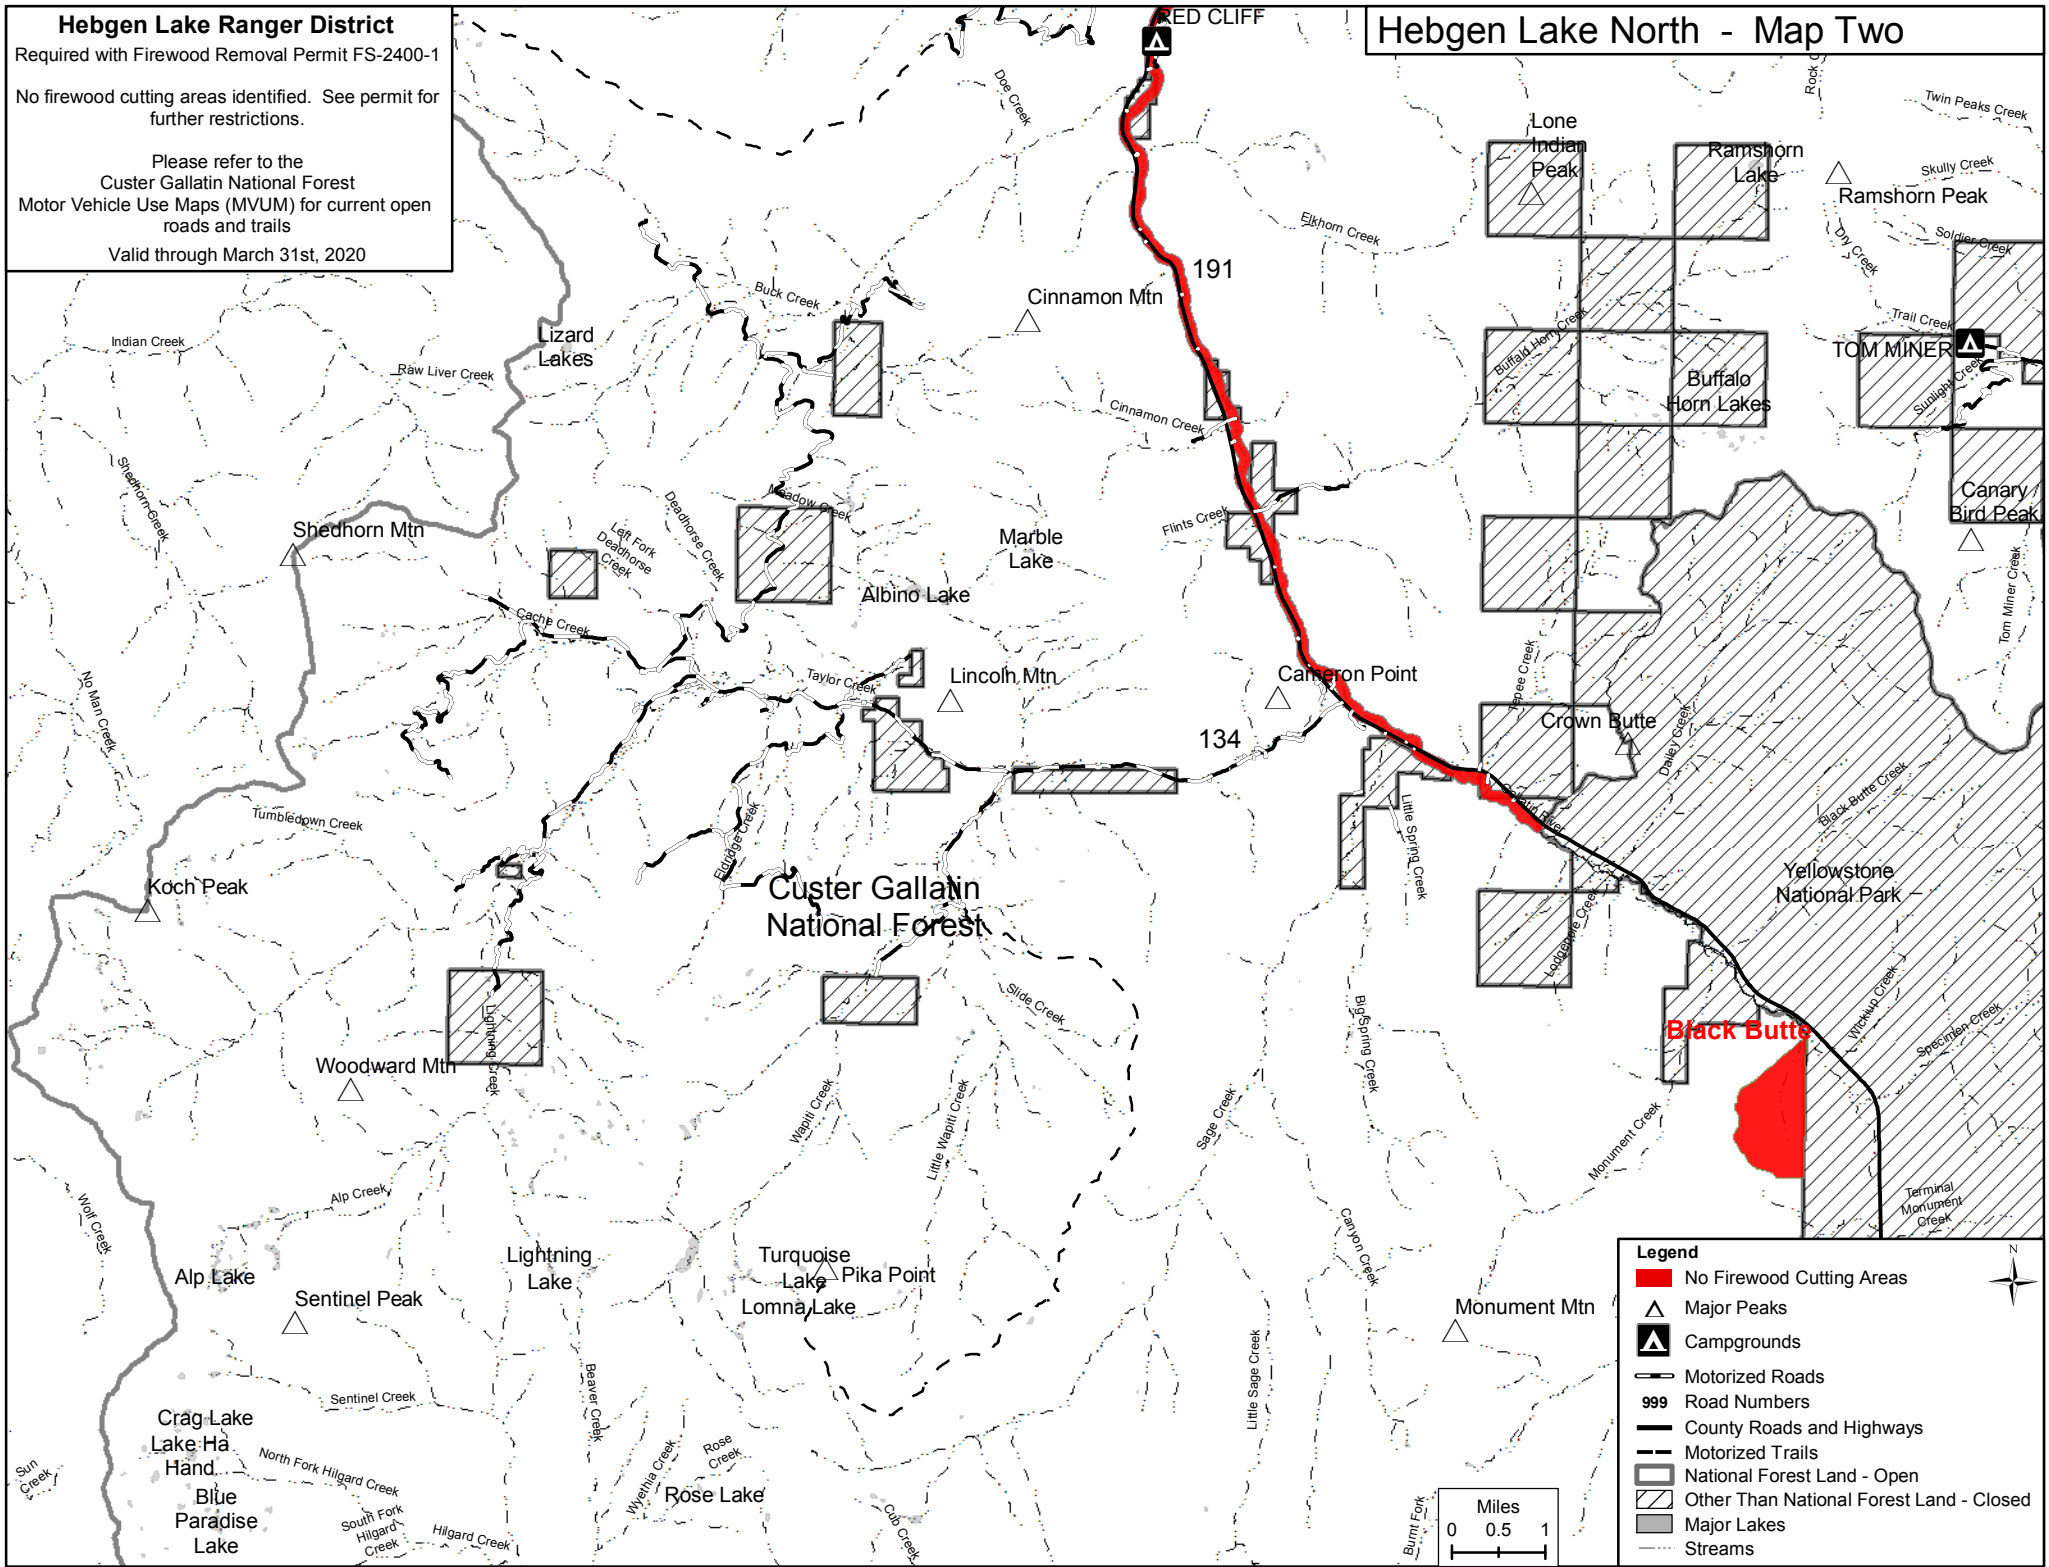 Hebgen Lake Ranger District
Required with Firewood Removal Permit FS-2400-1
No firewood cutting areas identified. See permit for
further restrictions.
Please refer to the
Custer Gallatin National Forest
Motor Vehicle Use Maps (MVUM) for current open
roads and trails
Valid through March 31st, 2020
Hebgen Lake North - Map Two
RED CLIFF
Doe Creek
Rock
Twin Peaks Creek
Lone
Indian
Peak
Ramshorn
Lake
Skully Creek
Ramshorn Peak
Elkhorn Creek
Dry Creek
Soldier Creek
191
Buck Creek
Cinnamon Mtn
Lizard
Lakes
Indian Creek
Raw Liver Creek
Buffalo Horn Creek
Trail Creek
TOM MINER
Sunlight Creek
Buffalo
Horn Lakes
Cinnamon Creek
Shedhorn Creek
Meadow Creek
Deadhorse Creek
Left Fork
Deadhorse
Creek
Shedhorn Mtn
Flints Creek
Marble
Lake
Canary
Bird Peak
Tom Miner Creek
Albino Lake
Cache Creek
Taylor Creek
Lincoln Mtn
Cameron Point
Tepee Creek
No Man Creek
134
Crown Butte
Dailey Creek
Black Butte Creek
Gallatin River
Little Spring Creek
Tumbledown Creek
Eldridge Creek
Koch Peak
Custer Gallatin
National Forest
Yellowstone
National Park
Lodgepole Creek
Wickiup Creek
Specimen Creek
Slide Creek
Big Spring Creek
Lightning Creek
Black Butte
Woodward Mtn
Wapiti Creek
Little Wapiti Creek
Sage Creek
Monument Creek
Alp Creek
Wolf Creek
Terminal
Monument
Creek
Canyon Creek
Alp Lake
Lightning
Lake
Turquoise
Lake
Pika Point
Lomna Lake
Sentinel Peak
Monument Mtn
Little Sage Creek
Beaver Creek
Sentinel Creek
Crag Lake
Lake Ha
Hand
Sun
Creek
North Fork Hilgard Creek
Rose
Creek
Wyethia Creek
Rose Lake
Blue
Paradise
Lake
South Fork
Hilgard
Creek
Hilgard Creek
Cub Creek
Burnt Fork
Miles
0 0.5 1
Legend
N
No Firewood Cutting Areas
Major Peaks
Campgrounds
Motorized Roads
999 Road Numbers
County Roads and Highways
Motorized Trails
National Forest Land - Open
Other Than National Forest Land - Closed
Major Lakes
Streams